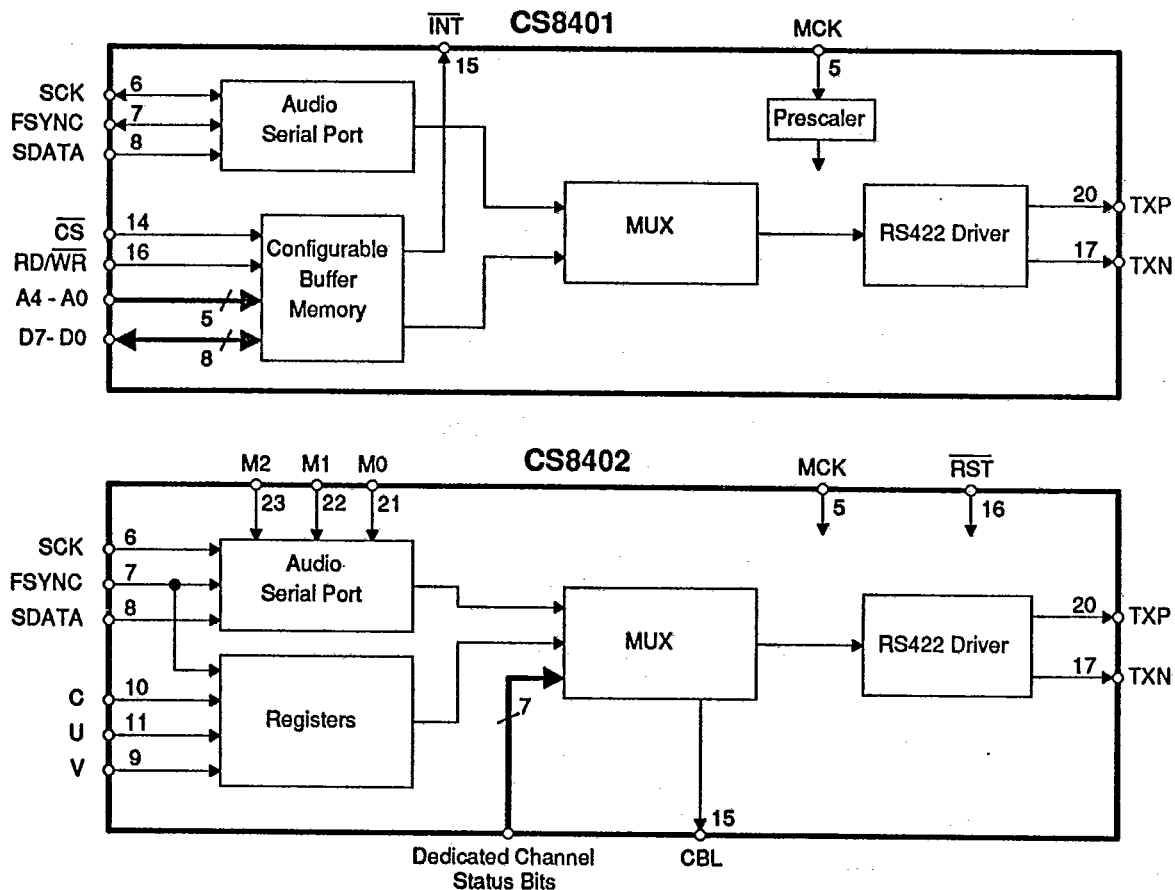 INT
CS8401
MCK
15
5
SCK
6
FSYNC
7
SDATA
8
Audio
Serial Port
Prescaler
CS
14
RD/WR
16
A4 - A0
5
D7- D0
8
Configurable
Buffer
Memory
MUX
RS422 Driver
20
TXP
17
TXN
M2
M1
M0
CS8402
MCK
RST
23
22
21
5
16
SCK
6
FSYNC
7
SDATA
8
Audio
Serial Port
C
10
U
11
V
9
Registers
MUX
7
RS422 Driver
20
TXP
17
TXN
15
Dedicated Channel
Status Bits
CBL